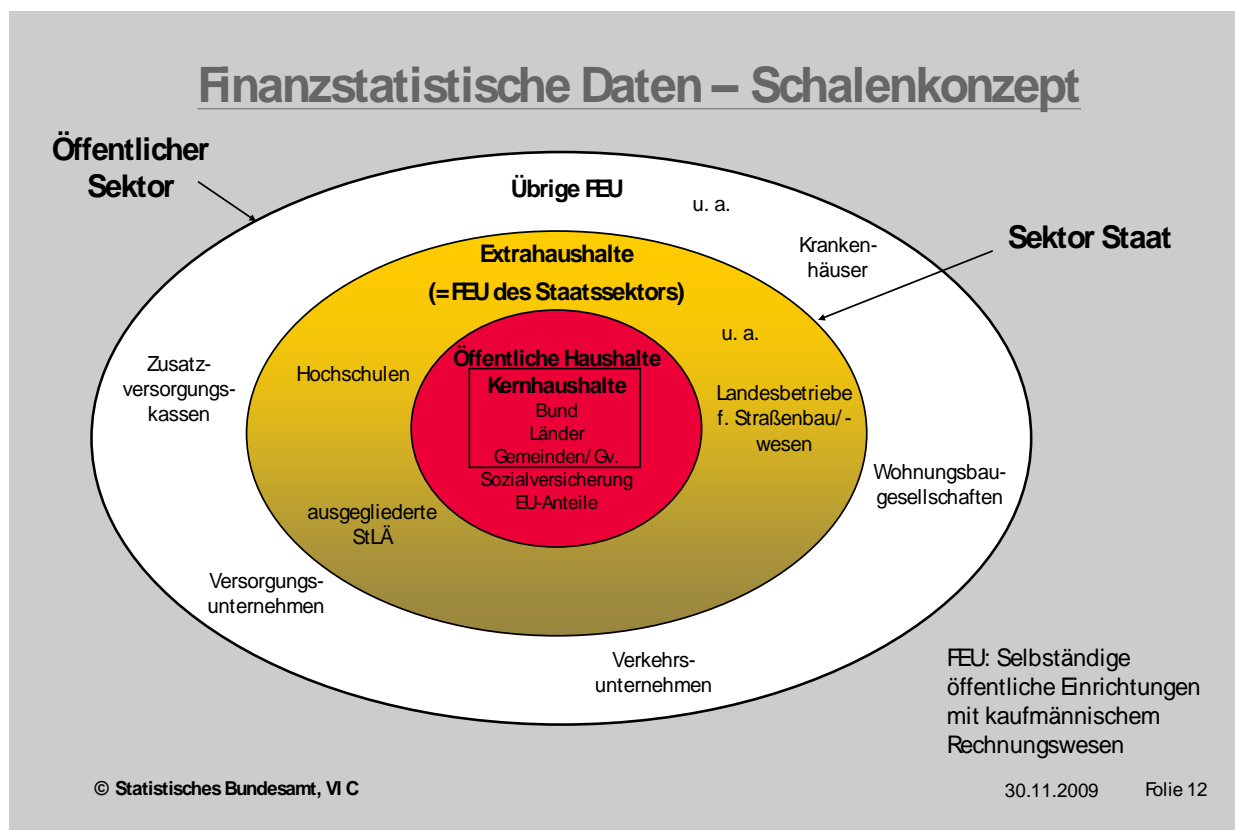 Finanzstatistische Daten – Schalenkonzept
Öffentlicher
Sektor
Übrige FEU
u. a.
Kranken-
häuser
Sektor Staat
Extrahaushalte
(=FEU des Staatssektors)
u. a.
Zusatz-
versorgungs-
kassen
Hochschulen
Öffentliche Haushalte
Kernhaushalte
Bund
Länder
Gemeinden/ Gv.
Sozialversicherung
EU-Anteile
Landesbetriebe
f. Straßenbau/ -
wesen
Wohnungsbau-
gesellschaften
ausgegliederte
StLÄ
Versorgungs-
unternehmen
Verkehrs-
unternehmen
FEU: Selbständige
öffentliche Einrichtungen
mit kaufmännischem
Rechnungswesen
© Statistisches Bundesamt, VI C
30.11.2009 Folie 12